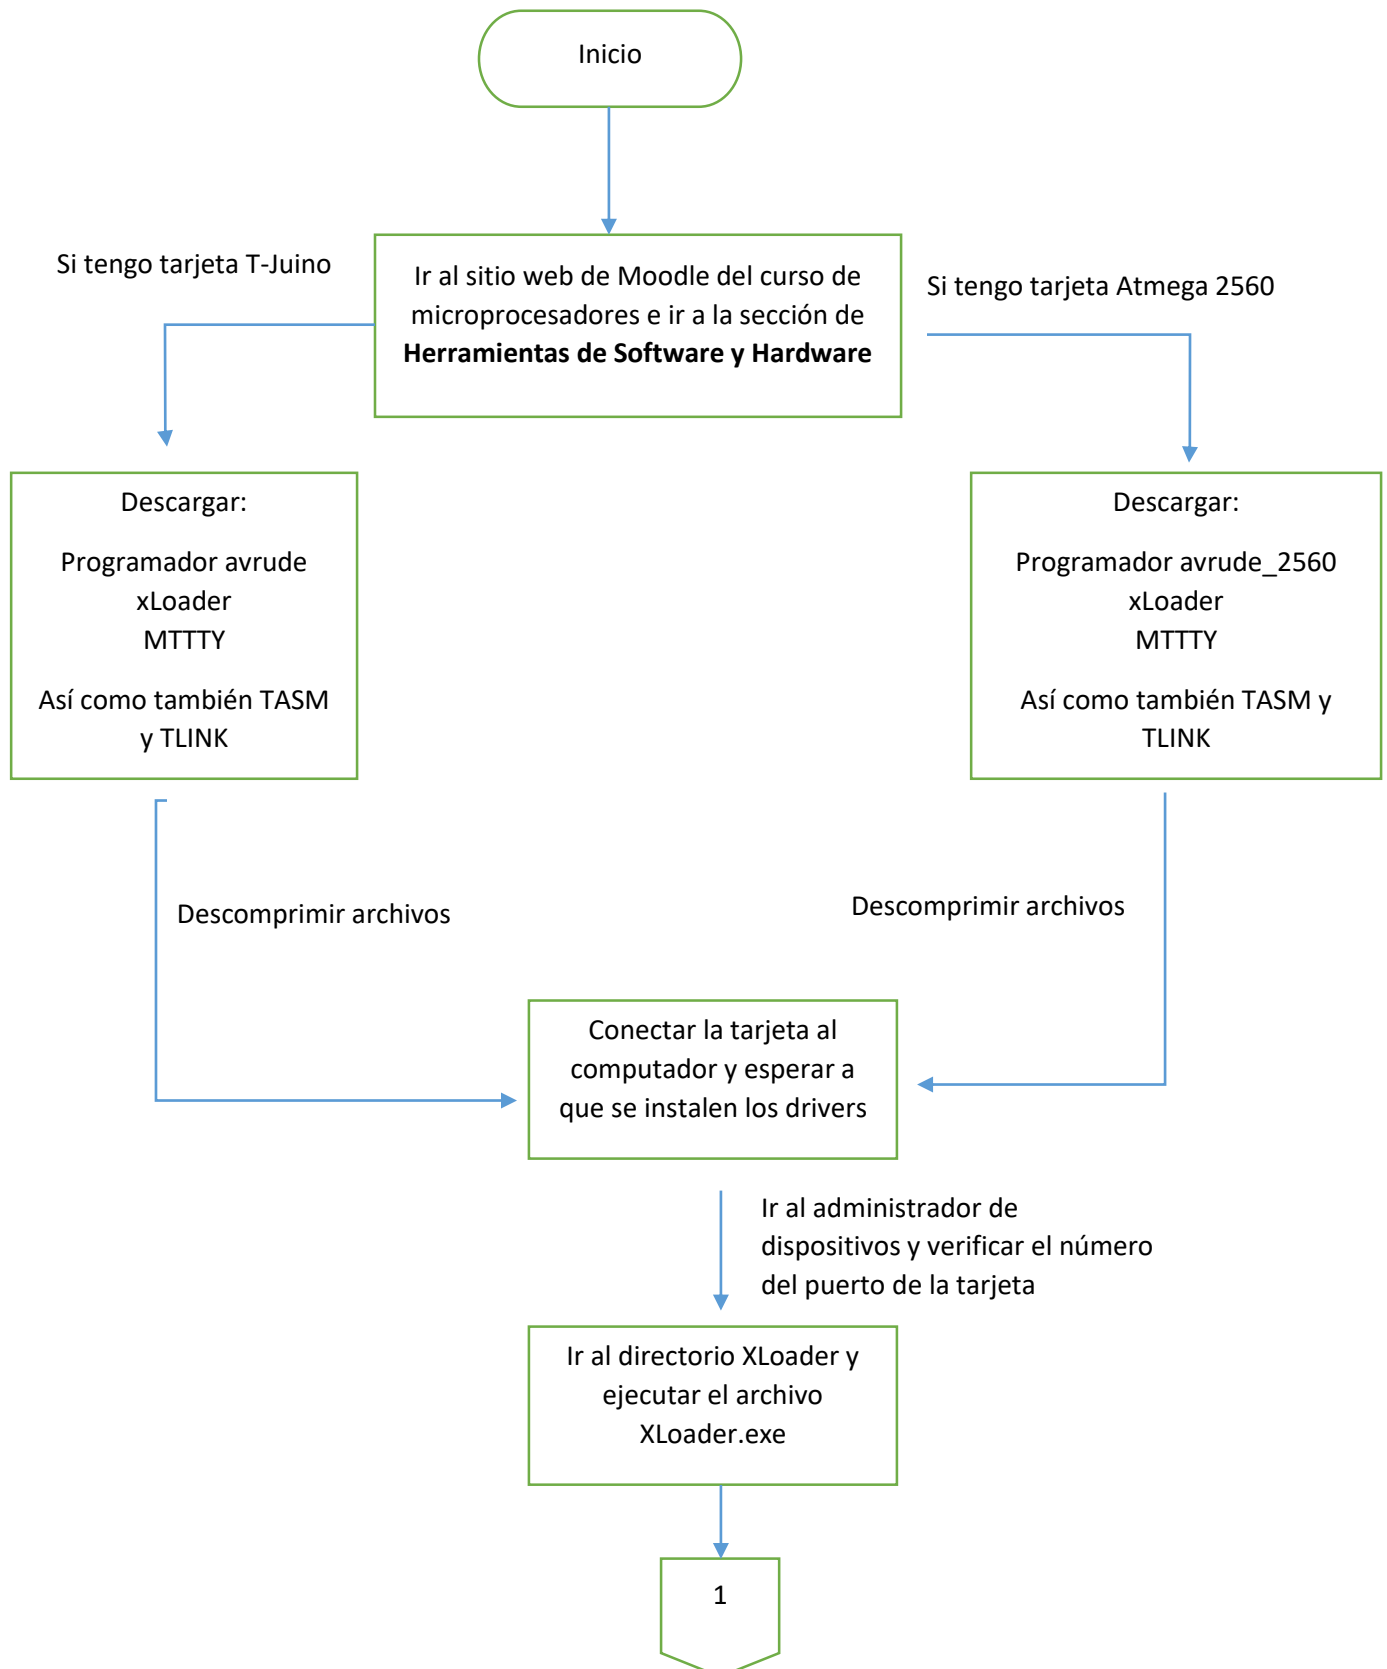 Inicio
Si tengo tarjeta T-Juino
Ir al sitio web de Moodle del curso de
microprocesadores e ir a la sección de
Herramientas de Software y Hardware
Si tengo tarjeta Atmega 2560
Descargar:
Programador avrude
xLoader
MTTTY
Así como también TASM
y TLINK
Descargar:
Programador avrude_2560
xLoader
MTTTY
Así como también TASM y
TLINK
Descomprimir archivos
Descomprimir archivos
Conectar la tarjeta al
computador y esperar a
que se instalen los drivers
Ir al administrador de
dispositivos y verificar el número
del puerto de la tarjeta
Ir al directorio XLoader y
ejecutar el archivo
XLoader.exe
1